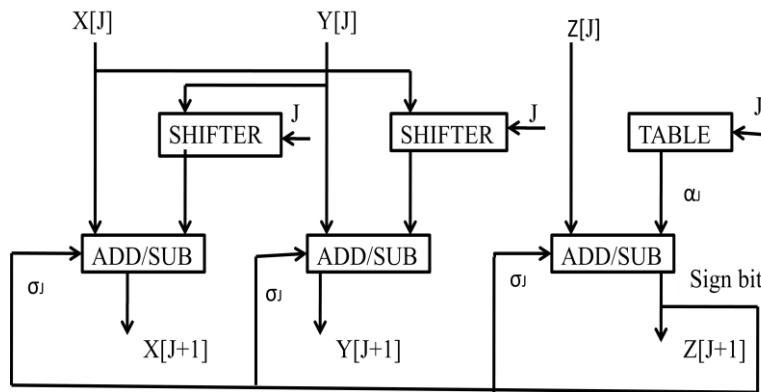 X[J]
Y[J]
Z[J]
J
J
J
SHIFTER
SHIFTER
TABLE
αJ
ADD/SUB
ADD/SUB
ADD/SUB
σJ
σJ
σJ
Sign bit
X[J+1]
Y[J+1]
Z[J+1]